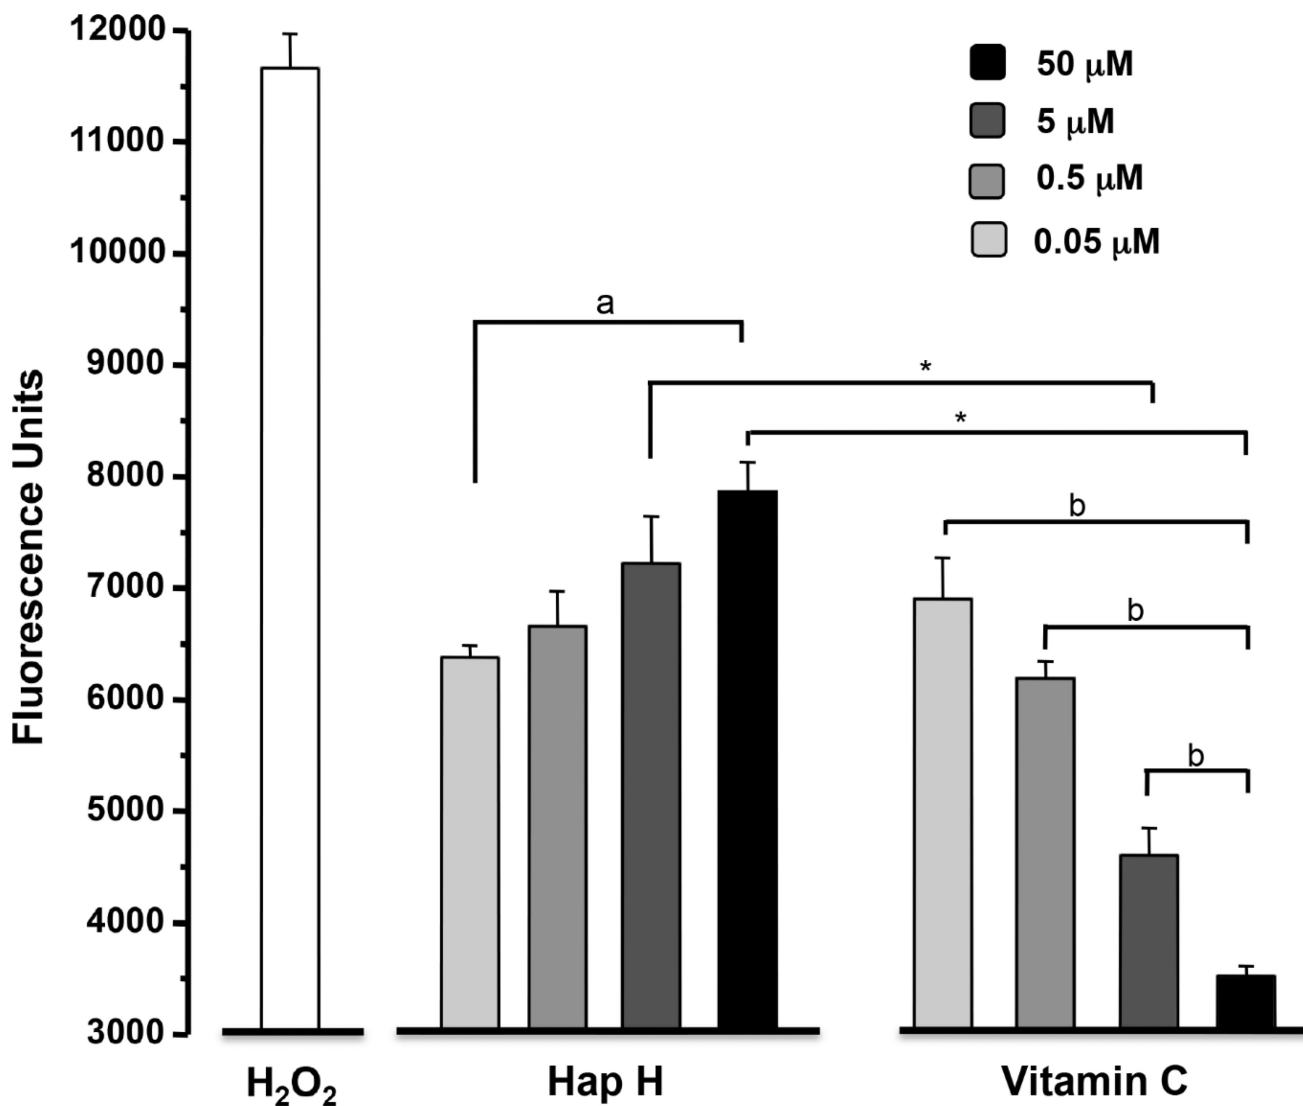 12000
11000
10000
9000
8000
7000
6000
5000
4000
3000
Fluorescence Units
50 μM
5 μM
0.5 μM
0.05 μM
a
*
*
b
b
b
H₂O₂
Hap H
Vitamin C